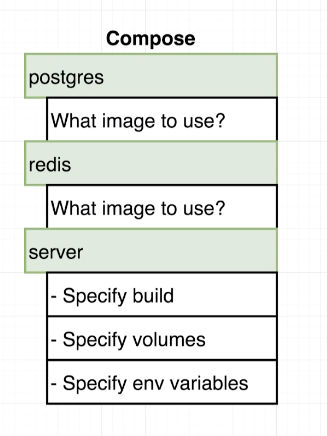 Compose
postgres
What image to use?
redis
What image to use?
server
- Specify build
- Specify volumes
- Specify env variables